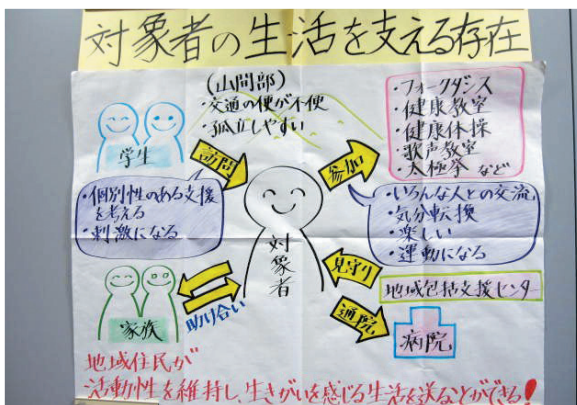 対象者の生活を支える存在
(山間部)
・交通の便が不便
・孤立しやすい
・フォークダンス
・健康教室
・健康体操
・歌声教室
・太極拳 など
学生
訪問
参加
・個別性のある支援
を考える
・刺激になる
対象者
・いろんな人との交流
・気分転換
・楽しい
・運動になる
見守り
地域包括支援センター
家族
助け合い
通院
病院
地域住民が
活動性を維持し、生きがいを感じる生活を送ることができる!